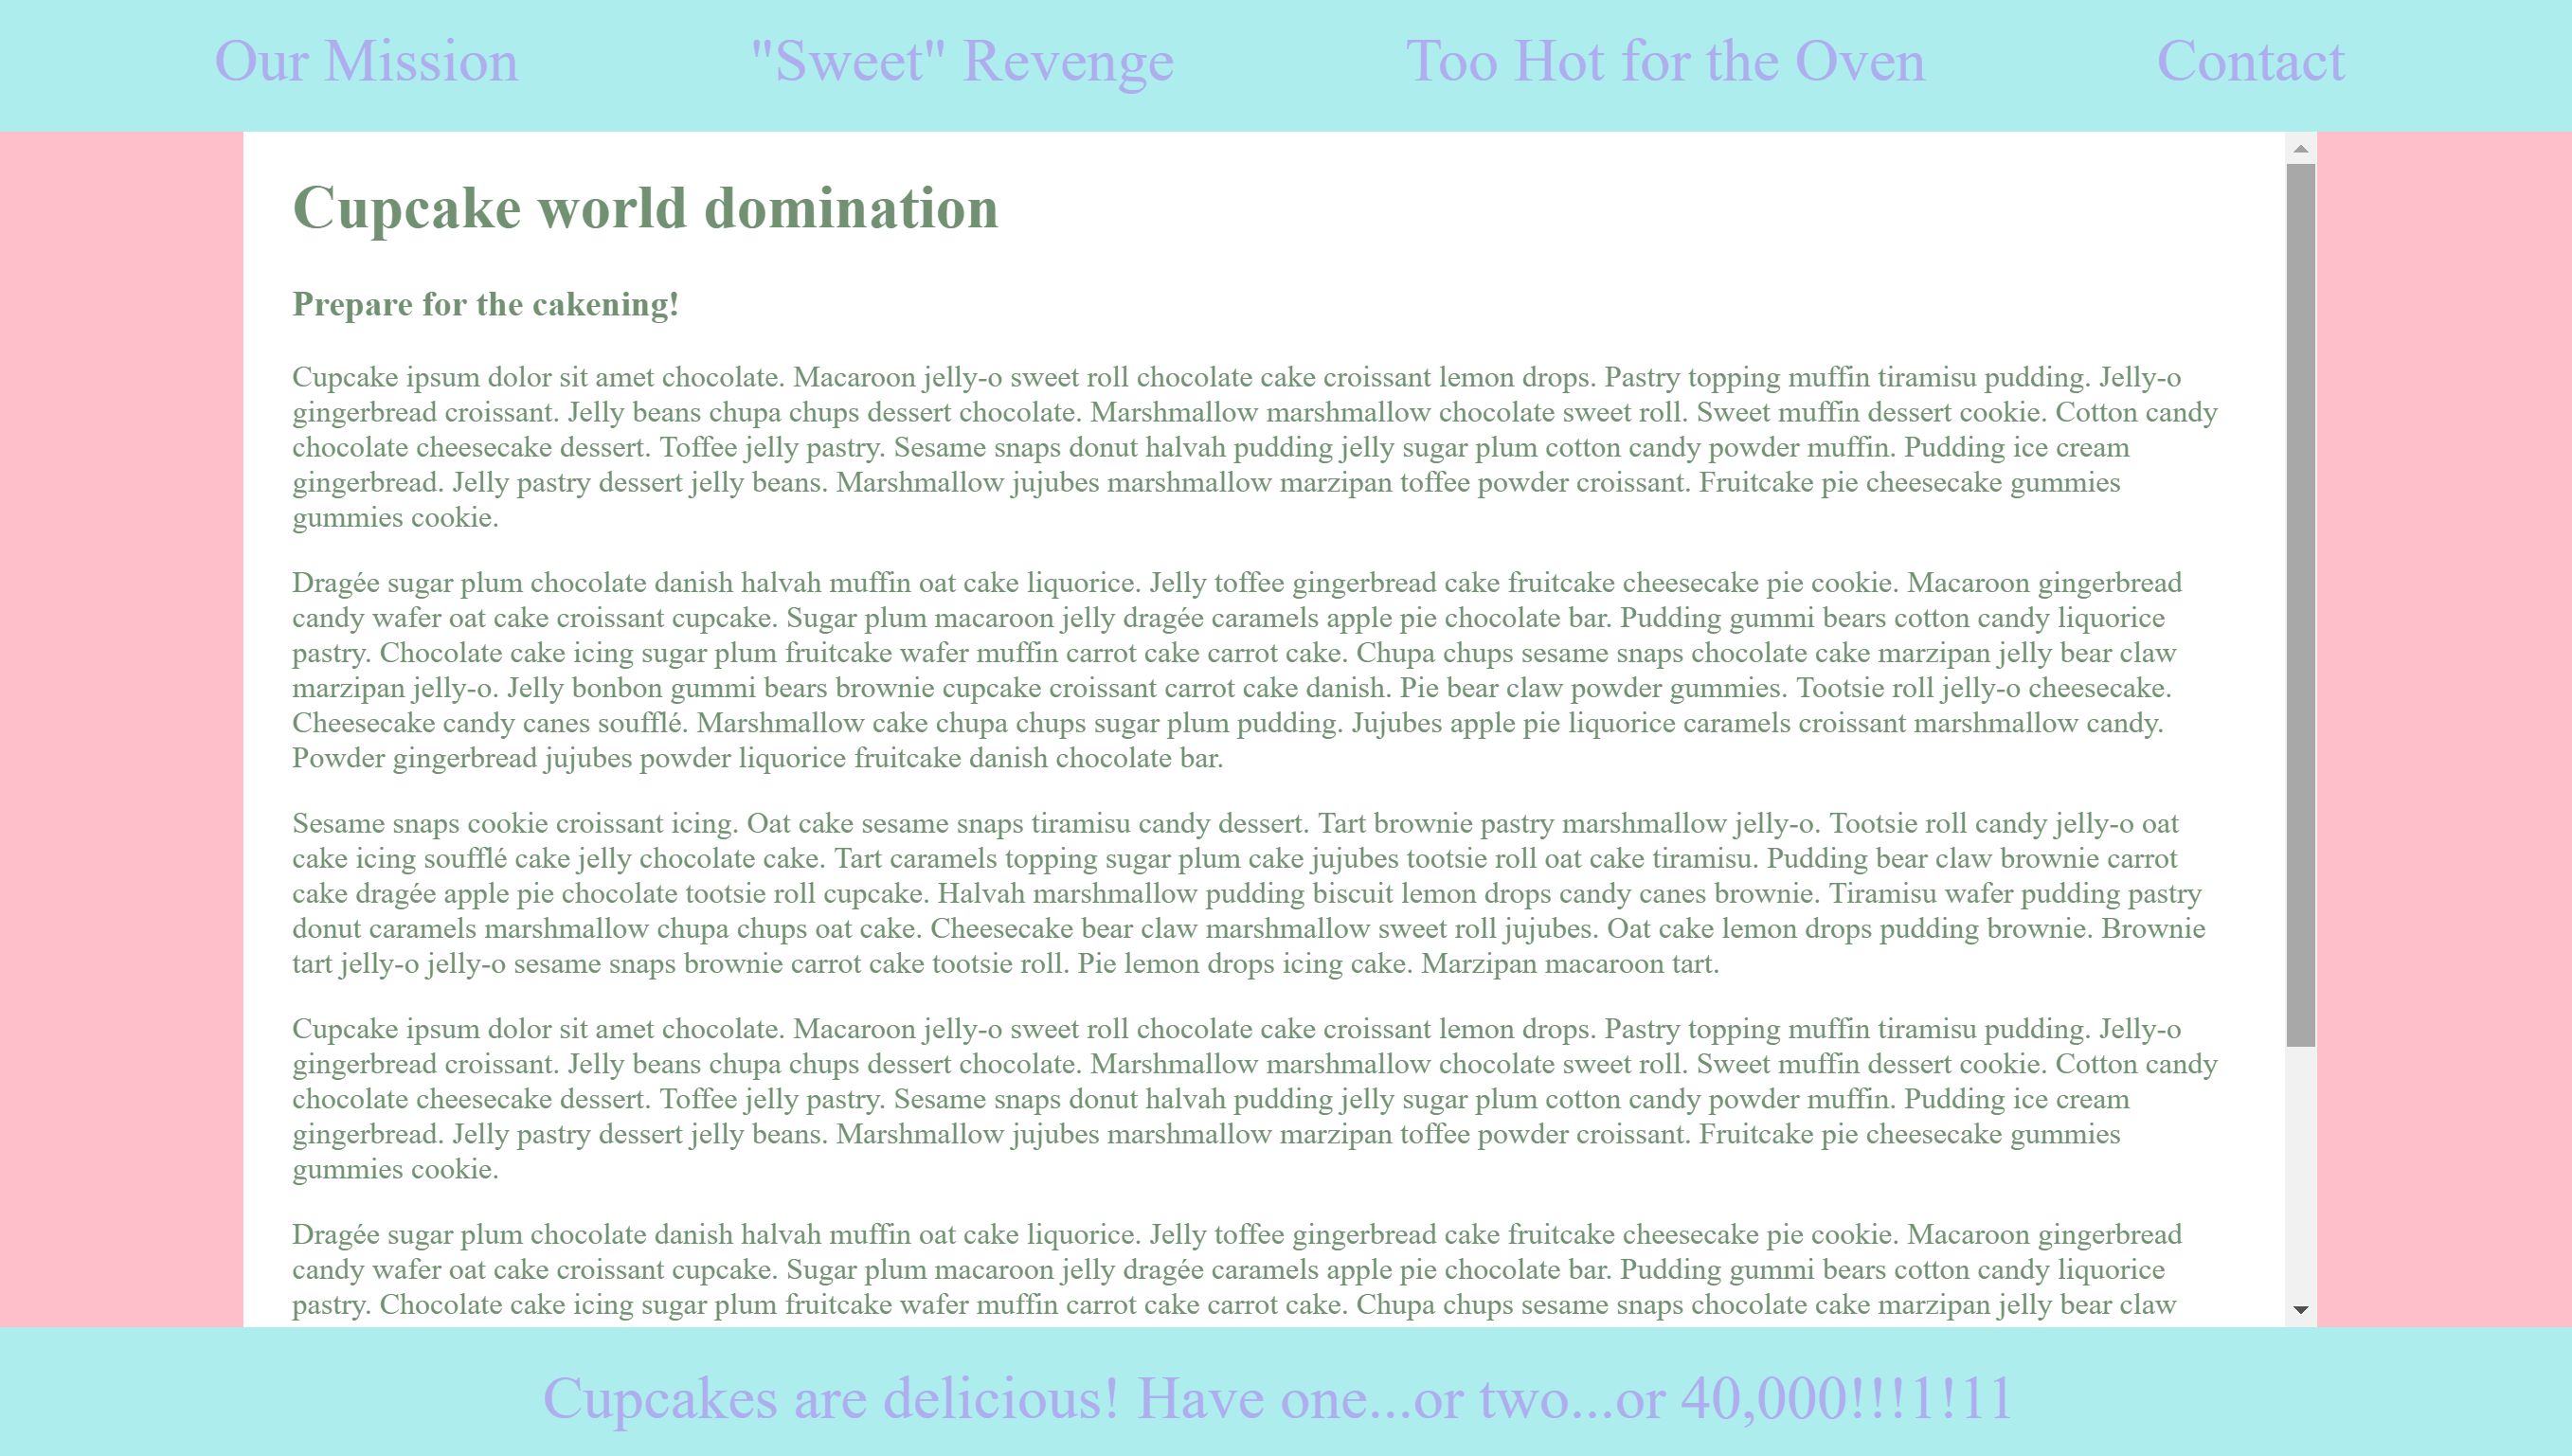 Our Mission "Sweet" Revenge Too Hot for the Oven Contact
Cupcake world domination
Prepare for the cakening!
Cupcake ipsum dolor sit amet chocolate. Macaroon jelly-o sweet roll chocolate cake croissant lemon drops. Pastry topping muffin tiramisu pudding. Jelly-o
gingerbread croissant. Jelly beans chupa chups dessert chocolate. Marshmallow marshmallow chocolate sweet roll. Sweet muffin dessert cookie. Cotton candy
chocolate cheesecake dessert. Toffee jelly pastry. Sesame snaps donut halvah pudding jelly sugar plum cotton candy powder muffin. Pudding ice cream
gingerbread. Jelly pastry dessert jelly beans. Marshmallow jujubes marshmallow marzipan toffee powder croissant. Fruitcake pie cheesecake gummies
gummies cookie.
Dragée sugar plum chocolate danish halvah muffin oat cake liquorice. Jelly toffee gingerbread cake fruitcake cheesecake pie cookie. Macaroon gingerbread
candy wafer oat cake croissant cupcake. Sugar plum macaroon jelly dragée caramels apple pie chocolate bar. Pudding gummi bears cotton candy liquorice
pastry. Chocolate cake icing sugar plum fruitcake wafer muffin carrot cake carrot cake. Chupa chups sesame snaps chocolate cake marzipan jelly bear claw
marzipan jelly-o. Jelly bonbon gummi bears brownie cupcake croissant carrot cake danish. Pie bear claw powder gummies. Tootsie roll jelly-o cheesecake.
Cheesecake candy canes soufflé. Marshmallow cake chupa chups sugar plum pudding. Jujubes apple pie liquorice caramels croissant marshmallow candy.
Powder gingerbread jujubes powder liquorice fruitcake danish chocolate bar.
Sesame snaps cookie croissant icing. Oat cake sesame snaps tiramisu candy dessert. Tart brownie pastry marshmallow jelly-o. Tootsie roll candy jelly-o oat
cake icing soufflé cake jelly chocolate cake. Tart caramels topping sugar plum cake jujubes tootsie roll oat cake tiramisu. Pudding bear claw brownie carrot
cake dragée apple pie chocolate tootsie roll cupcake. Halvah marshmallow pudding biscuit lemon drops candy canes brownie. Tiramisu wafer pudding pastry
donut caramels marshmallow chupa chups oat cake. Cheesecake bear claw marshmallow sweet roll jujubes. Oat cake lemon drops pudding brownie. Brownie
tart jelly-o jelly-o sesame snaps brownie carrot cake tootsie roll. Pie lemon drops icing cake. Marzipan macaroon tart.
Cupcake ipsum dolor sit amet chocolate. Macaroon jelly-o sweet roll chocolate cake croissant lemon drops. Pastry topping muffin tiramisu pudding. Jelly-o
gingerbread croissant. Jelly beans chupa chups dessert chocolate. Marshmallow marshmallow chocolate sweet roll. Sweet muffin dessert cookie. Cotton candy
chocolate cheesecake dessert. Toffee jelly pastry. Sesame snaps donut halvah pudding jelly sugar plum cotton candy powder muffin. Pudding ice cream
gingerbread. Jelly pastry dessert jelly beans. Marshmallow jujubes marshmallow marzipan toffee powder croissant. Fruitcake pie cheesecake gummies
gummies cookie.
Dragée sugar plum chocolate danish halvah muffin oat cake liquorice. Jelly toffee gingerbread cake fruitcake cheesecake pie cookie. Macaroon gingerbread
candy wafer oat cake croissant cupcake. Sugar plum macaroon jelly dragée caramels apple pie chocolate bar. Pudding gummi bears cotton candy liquorice
pastry. Chocolate cake icing sugar plum fruitcake wafer muffin carrot cake carrot cake. Chupa chups sesame snaps chocolate cake marzipan jelly bear claw
Cupcakes are delicious! Have one...or two...or 40,000!!!1!11